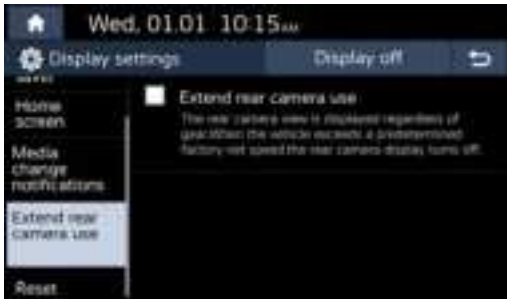 Wed, 01.01 10:15 AM
Display settings
Display off
Home
screen
Media
change
notifications
Extend rear
camera use
Reset
Extend rear camera use
The rear camera view is displayed regardless of
gear. When the vehicle exceeds a predetermined
factory-set speed the rear camera display turns off.